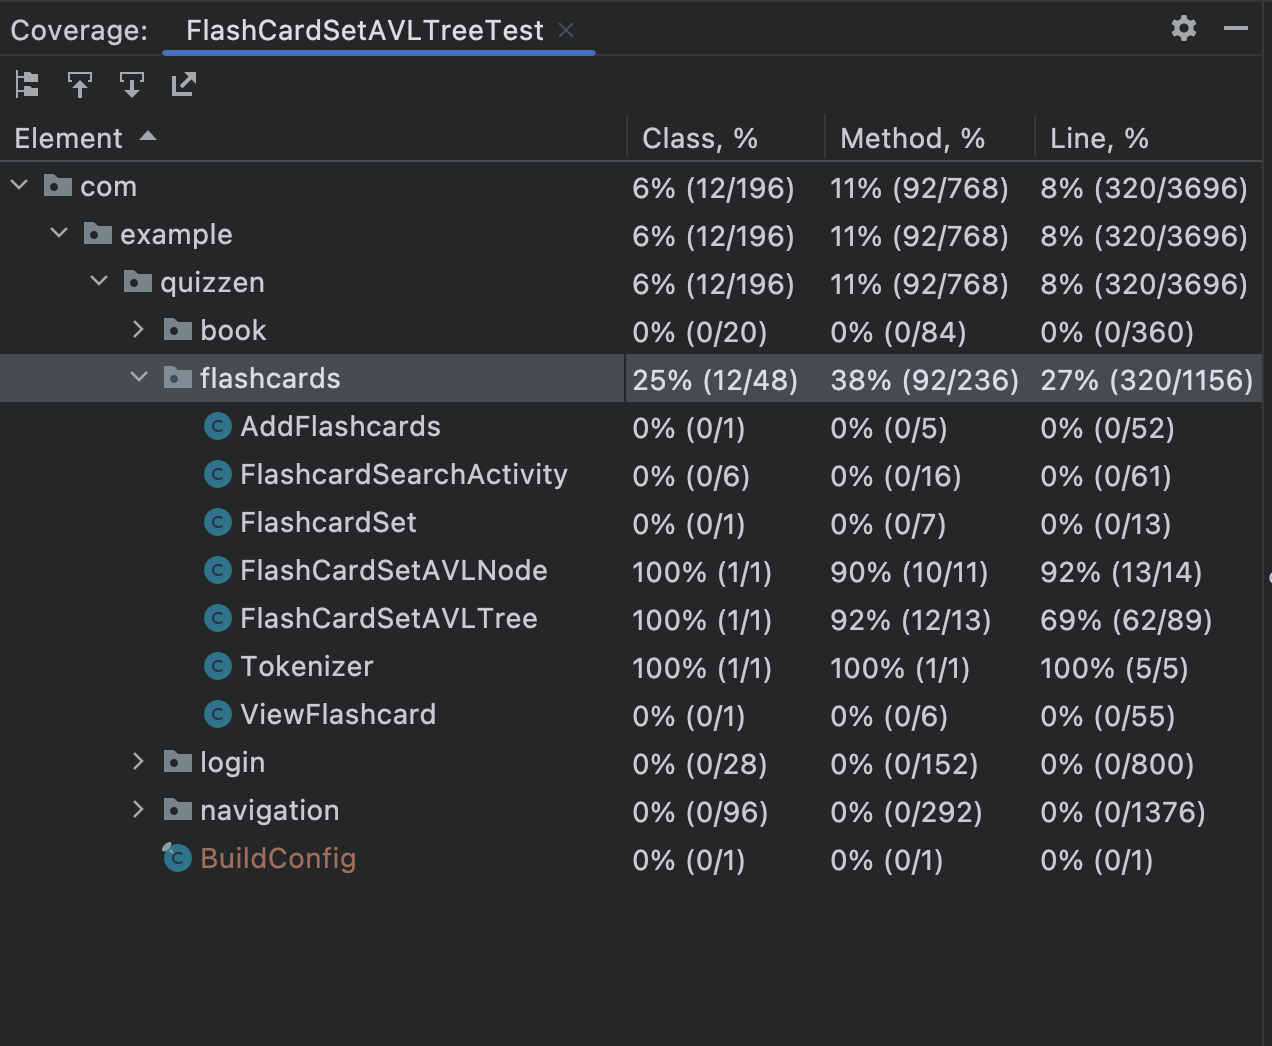 Coverage: FlashCardSetAVLTreeTest
Element Class, % Method, % Line, %
com 6% (12/196) 11% (92/768) 8% (320/3696)
example 6% (12/196) 11% (92/768) 8% (320/3696)
quizzen 6% (12/196) 11% (92/768) 8% (320/3696)
book 0% (0/20) 0% (0/84) 0% (0/360)
flashcards 25% (12/48) 38% (92/236) 27% (320/1156)
C AddFlashcards 0% (0/1) 0% (0/5) 0% (0/52)
C FlashcardSearchActivity 0% (0/6) 0% (0/16) 0% (0/61)
C FlashcardSet 0% (0/1) 0% (0/7) 0% (0/13)
C FlashCardSetAVLNode 100% (1/1) 90% (10/11) 92% (13/14)
C FlashCardSetAVLTree 100% (1/1) 92% (12/13) 69% (62/89)
C Tokenizer 100% (1/1) 100% (1/1) 100% (5/5)
C ViewFlashcard 0% (0/1) 0% (0/6) 0% (0/55)
login 0% (0/28) 0% (0/152) 0% (0/800)
navigation 0% (0/96) 0% (0/292) 0% (0/1376)
C BuildConfig 0% (0/1) 0% (0/1) 0% (0/1)